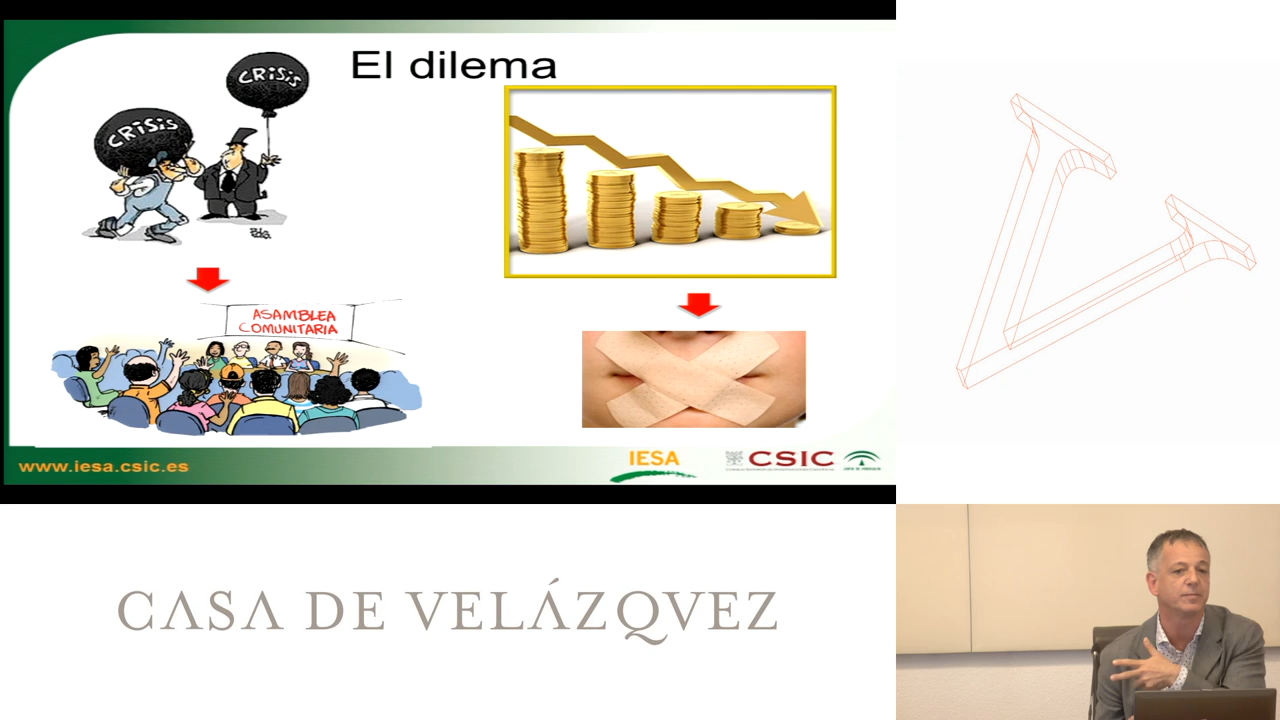 El dilema
CRISIS
CRISIS
ASAMBLEA
COMUNITARIA
www.iesa.csic.es
IESA
CSIC
CASA DE VELÁZQVEZ